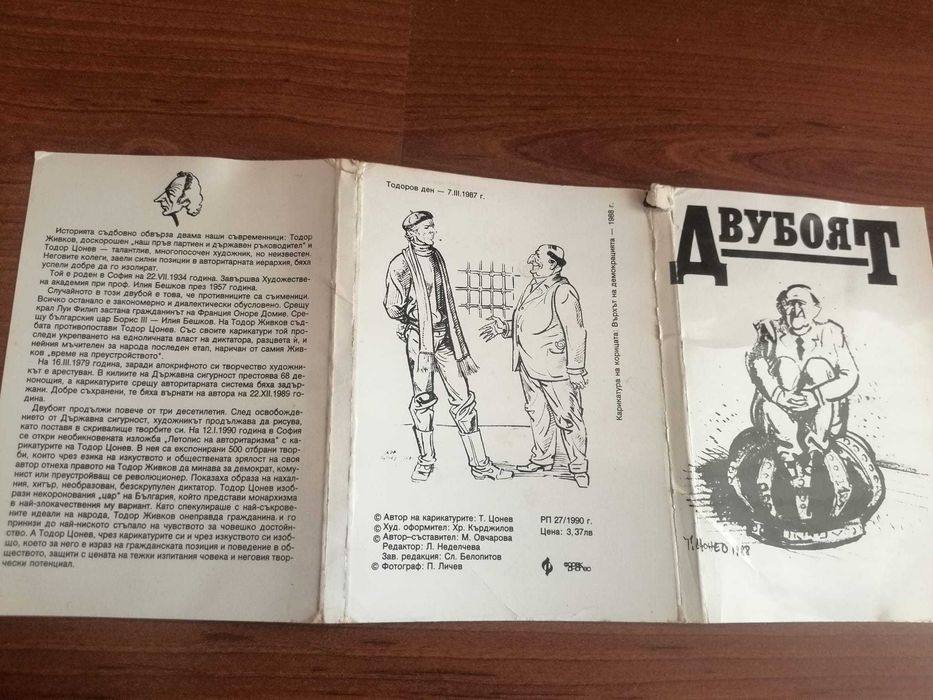 Историята съдбовно обвърза двама наши съвременници: Тодор
Живков, доскорошен „наш пръв партиен и държавен ръководител" и
Тодор Цонев — талантлив, многопосочен художник, но неизвестен.
Неговите колеги, заели силни позиции в авторитарната иерархия, бяха
успели добре да го изолират.
Той е роден в София на 22.VII.1934 година. Завършва Художестве-
на академия при проф. Илия Бешков през 1957 година.
Случайното в този двубой е това, че противниците са съименици.
Всичко останало е закономерно и диалектически обусловено. Срещу
крал Луи Филип застана гражданинът на Франция Оноре Домие. Сре-
щу българския цар Борис III — Илия Бешков. На Тодор Живков съд-
бата противопостави Тодор Цонев. Със своите карикатури той про-
следи укрепването на едноличната власт на диктатора, разцвета ѝ, и
нейния мъчителен за народа последен етап, наричан от самия Жив-
ков „време на преустройството".
На 16.III.1979 година, заради апокрифното си творчество художни-
кът е арестуван. В килиите на Държавна сигурност престоява 68 де-
нонощия, а карикатурите срещу авторитарната система бяха задър-
жани. Добре съхранени, те бяха върнати на автора на 22.XII.1989 го-
дина.
Двубоят продължи повече от три десетилетия. След освобожде-
нието от Държавна сигурност, художникът продължава да рисува,
като поставя в скривалище творбите си. На 12.I.1990 година в София
се откри необикновената изложба „Летопис на авторитаризма" с ка-
рикатурите на Тодор Цонев. В нея са експонирани 500 отбрани твор-
би, които чрез езика на изкуството и обществената зрялост на своя
автор отнеха правото на Тодор Живков да минава за демократ, кому-
нист или преустройващ се революционер. Показаха образа на нахал-
ния, хитър, необразован, безскрупулен диктатор. Тодор Цонев изоб-
рази некоронования „цар" на България, който представи монархизма
в най-злокачествения му вариант. Като спекулираше с най-съкрове-
ните идеали на народа, Тодор Живков онеправда гражданина и го
принизи до най-ниското стъпало на чувството за човешко достойн-
ство. А Тодор Цонев, чрез карикатурите си и чрез изкуството си изоб-
що, което за него е израз на гражданската позиция и поведение в об-
ществото, защити с цената на тежки изпитания човека и неговия твор-
чески потенциал.
Тодоров ден — 7.III.1987 г.
Карикатура на корицата: Върхът на демокрацията — 1988 г.
© Автор на карикатурите: Т. Цонев
© Худ. оформител: Хр. Кърджилов
© Автор–съставител: М. Овчарова
Редактор: Л. Неделчева
Зав. редакция: Сл. Белопитов
© Фотограф: П. Личев
РП 27/1990 г.
Цена: 3,37лв
ДВУБОЯТ
Т. ЦОНЕВ 1988